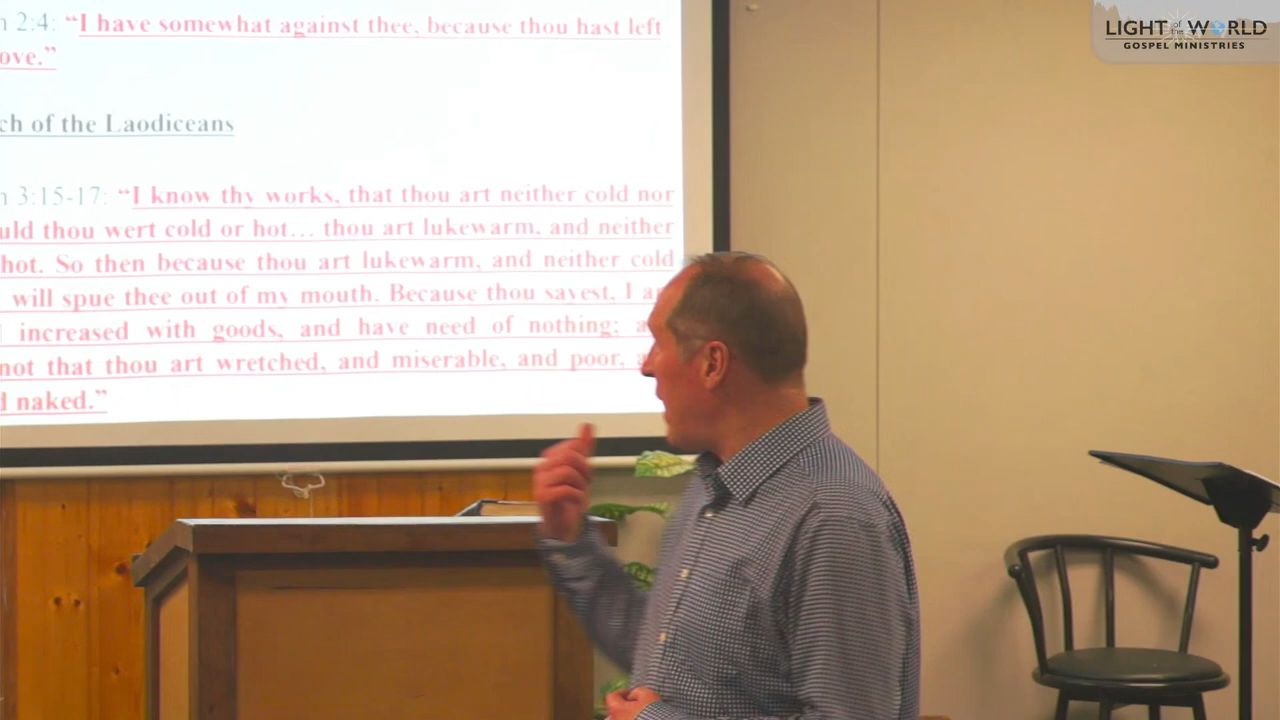 2:4: “I have somewhat against thee, because thou hast left
ove.”
ch of the Laodiceans
3:15-17: “I know thy works, that thou art neither cold nor
uld thou wert cold or hot… thou art lukewarm, and neither
hot. So then because thou art lukewarm, and neither cold
will spue thee out of my mouth. Because thou sayest, I a
increased with goods, and have need of nothing; a
not that thou art wretched, and miserable, and poor, a
d naked.”
LIGHT of the WORLD
GOSPEL MINISTRIES